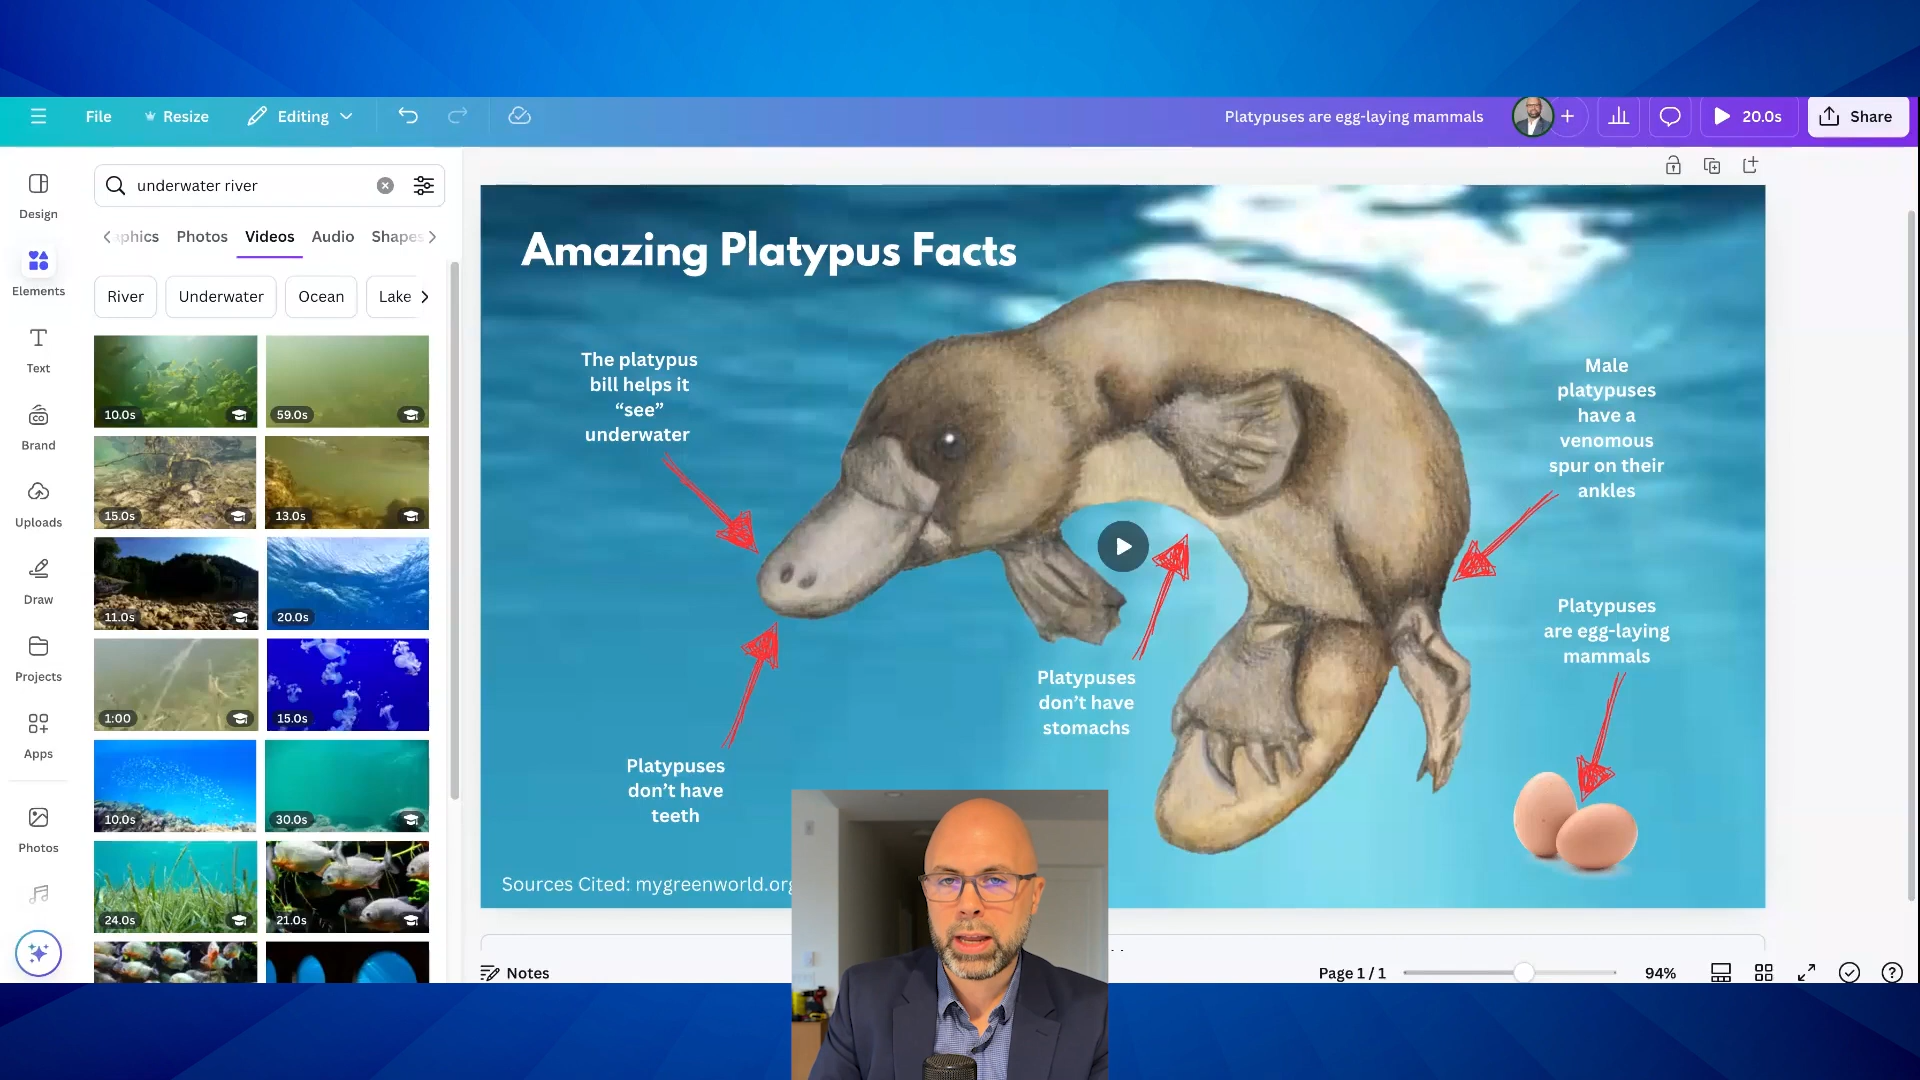 File
Resize
Editing
Platypuses are egg-laying mammals
20.0s
Share
Design
Elements
Text
Brand
Uploads
Draw
Projects
Apps
Photos
underwater river
aphics
Photos
Videos
Audio
Shapes
River
Underwater
Ocean
Lake
10.0s
59.0s
15.0s
13.0s
11.0s
20.0s
1:00
15.0s
10.0s
30.0s
24.0s
21.0s
Amazing Platypus Facts
The platypus
bill helps it
“see”
underwater
Male
platypuses
have a
venomous
spur on their
ankles
Platypuses
are egg-laying
mammals
Platypuses
don’t have
stomachs
Platypuses
don’t have
teeth
Sources Cited: mygreenworld.org
Notes
Page 1 / 1
94%